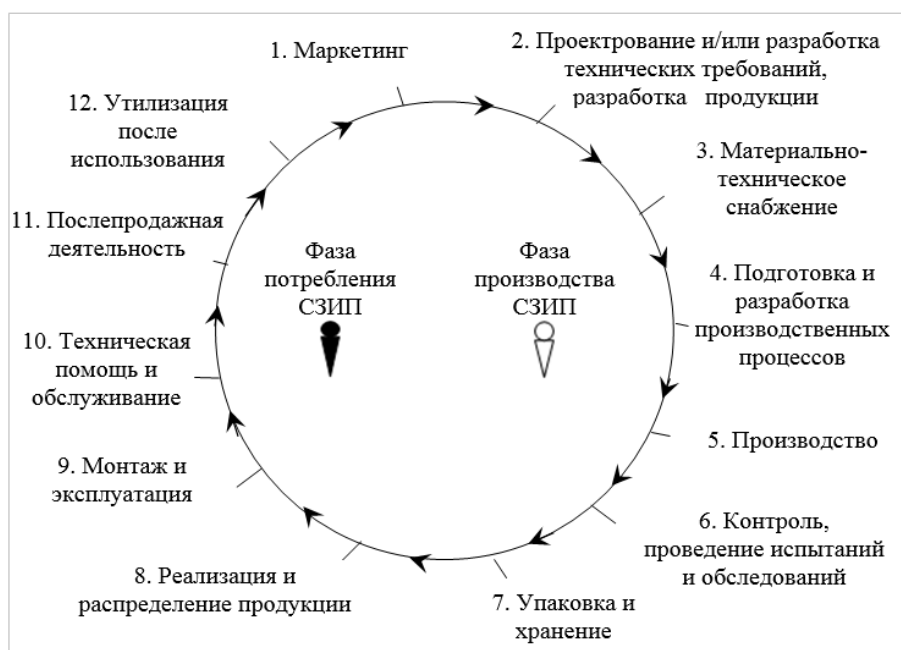 1. Маркетинг
2. Проектрование и/или разработка
технических требований,
разработка продукции
3. Материально-
техническое
снабжение
4. Подготовка и
разработка
производственных
процессов
5. Производство
6. Контроль,
проведение испытаний
и обследований
7. Упаковка и
хранение
8. Реализация и
распределение продукции
9. Монтаж и
эксплуатация
10. Техническая
помощь и
обслуживание
11. Послепродажная
деятельность
12. Утилизация
после
использования
Фаза
потребления
СЗИП
Фаза
производства
СЗИП